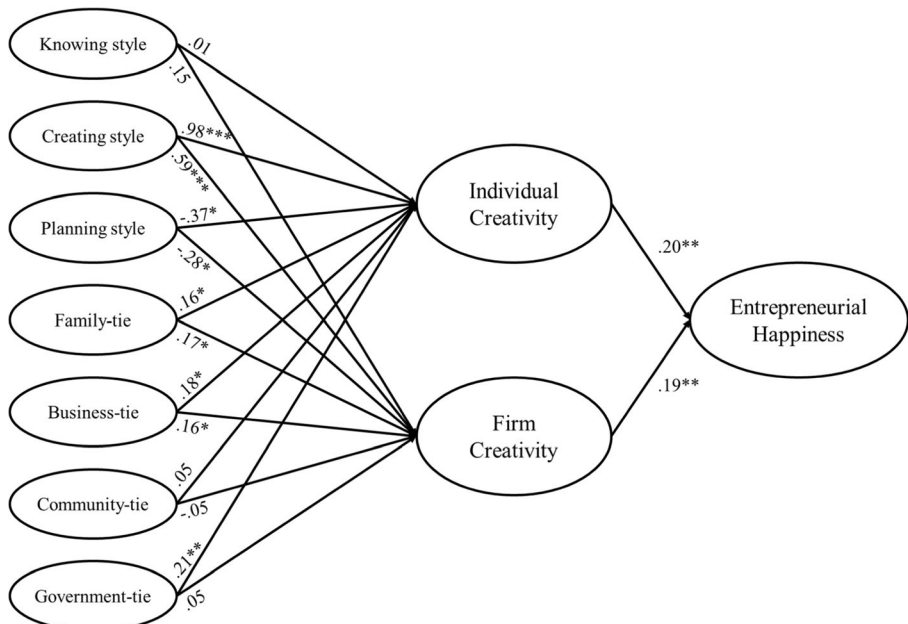 Knowing style
.01
.15
Creating style
.98***
.59***
Planning style
-.37*
-.28*
Family-tie
.16*
.17*
Business-tie
.18*
.16*
Community-tie
.05
-.05
Government-tie
.21**
.05
Individual
Creativity
Firm
Creativity
.20**
.19**
Entrepreneurial
Happiness